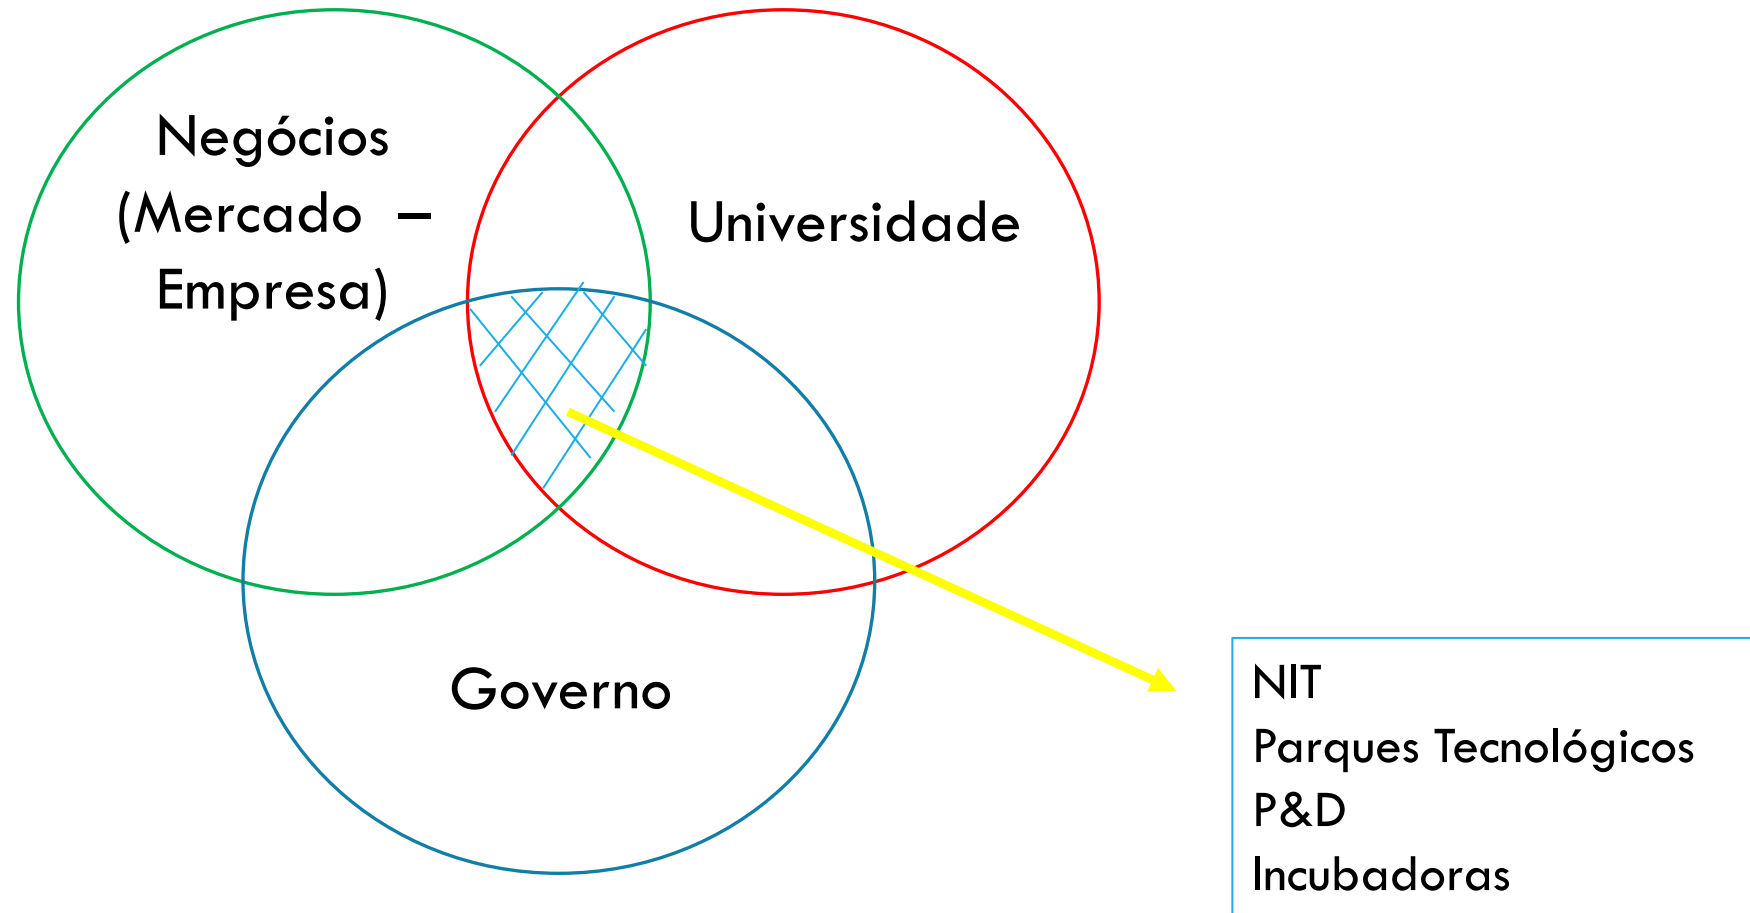 Negócios
(Mercado –
Empresa)
Universidade
Governo
NIT
Parques Tecnológicos
P&D
Incubadoras